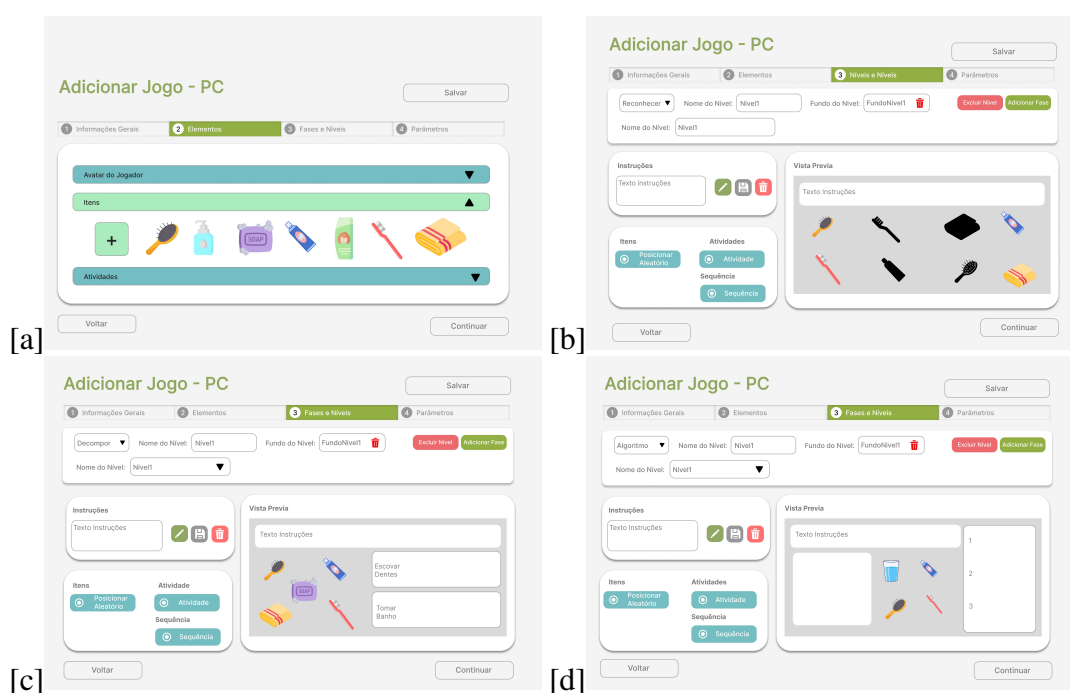 Adicionar Jogo - PC
Salvar
1 Informações Gerais 2 Elementos 3 Fases e Níveis 4 Parâmetros
Avatar do Jogador
Itens
+
SOAP
Atividades
Voltar
Continuar
[a]
Adicionar Jogo - PC
Salvar
1 Informações Gerais 2 Elementos 3 Níveis e Níveis 4 Parâmetros
Reconhecer Nome do Nível: Nível1 Fundo do Nível: FundoNível1 Excluir Nível Adicionar Fase
Nome do Nível: Nível1
Instruções
Texto instruções
Vista Previa
Texto Instruções
Itens Atividades
Posicionar Aleatório
Atividade
Sequência
Sequência
Voltar
Continuar
[b]
Adicionar Jogo - PC
Salvar
1 Informações Gerais 2 Elementos 3 Fases e Níveis 4 Parâmetros
Decompor Nome do Nível: Nível1 Fundo do Nível: FundoNível1 Excluir Nível Adicionar Fase
Nome do Nível: Nível1
Instruções
Texto Instruções
Vista Previa
Texto Instruções
SOAP
Escovar
Dentes
Tomar
Banho
Itens Atividade
Posicionar
Aleatório
Atividade
Sequência
Sequência
Voltar
Continuar
[c]
Adicionar Jogo - PC
Salvar
1 Informações Gerais 2 Elementos 3 Fases e Níveis 4 Parâmetros
Algoritmo Nome do Nível: Nível1 Fundo do Nível: FundoNível1 Excluir Nível Adicionar Fase
Nome do Nível: Nível1
Instruções
Texto Instruções
Vista Previa
Texto Instruções
1
2
3
Itens Atividades
Posicionar
Aleatório
Atividade
Sequência
Sequência
Voltar
Continuar
[d]